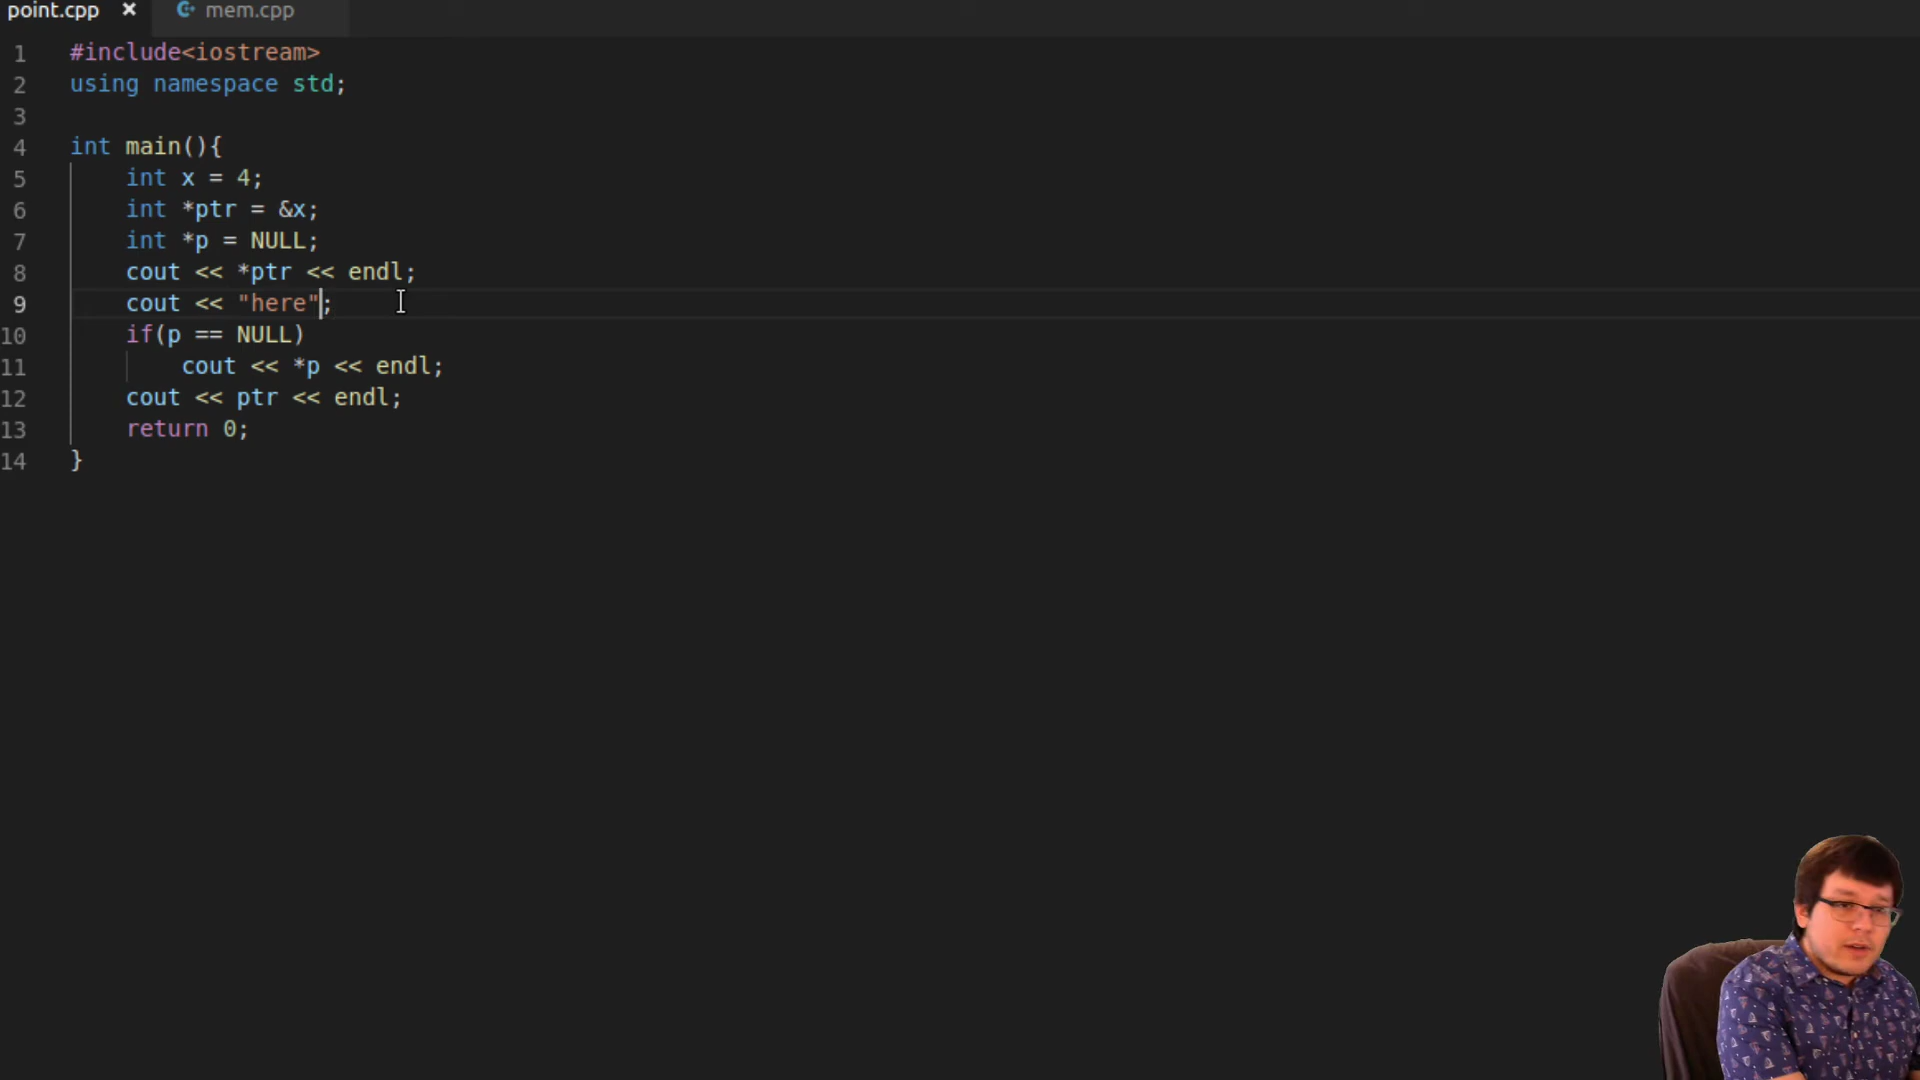 point.cpp × mem.cpp
1 #include<iostream>
2 using namespace std;
3
4 int main(){
5 int x = 4;
6 int *ptr = &x;
7 int *p = NULL;
8 cout << *ptr << endl;
9 cout << "here";
10 if(p == NULL)
11 cout << *p << endl;
12 cout << ptr << endl;
13 return 0;
14 }